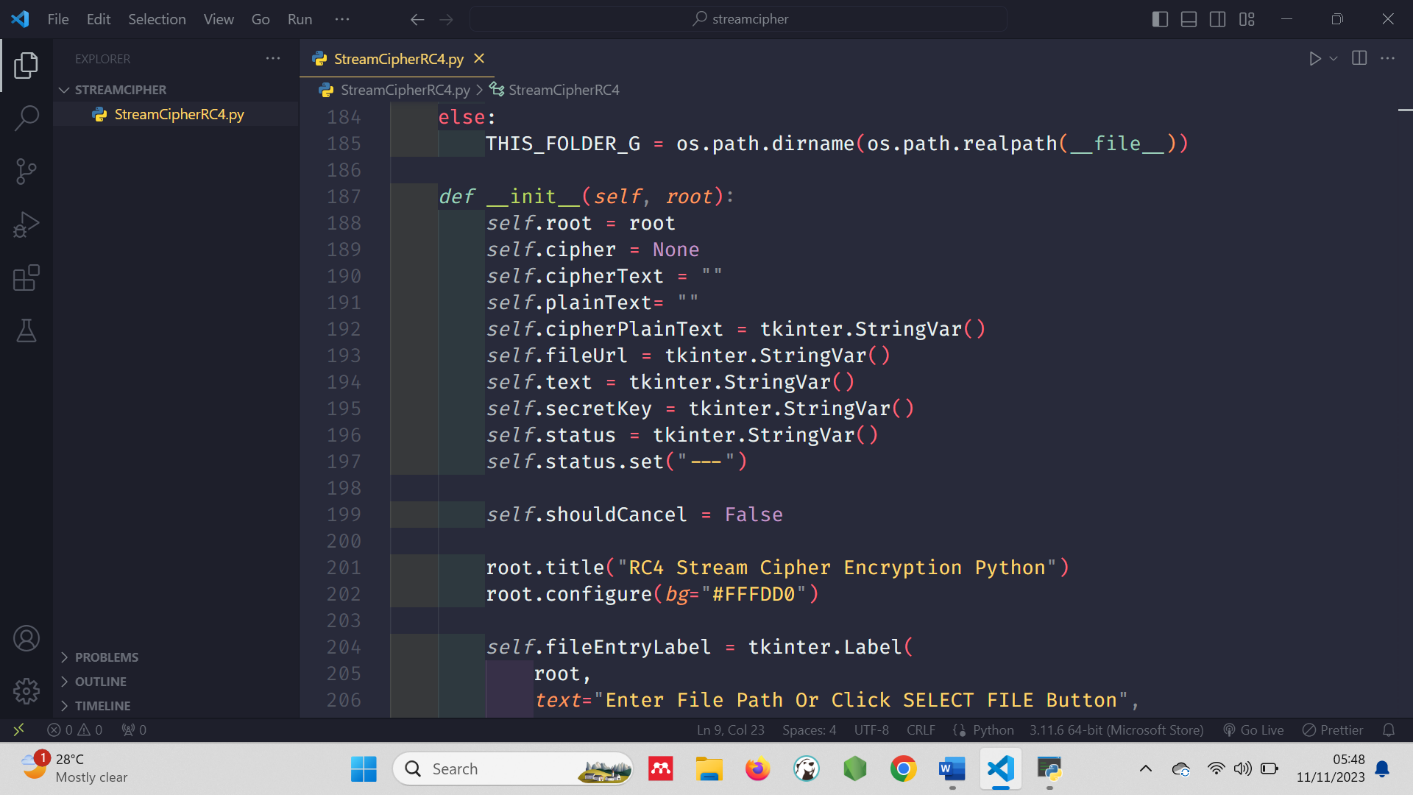 File Edit Selection View Go Run ··· streamcipher
EXPLORER ···
STREAMCIPHER
StreamCipherRC4.py
StreamCipherRC4.py
StreamCipherRC4.py > StreamCipherRC4
184 else:
185 THIS_FOLDER_G = os.path.dirname(os.path.realpath(__file__))
186
187 def __init__(self, root):
188 self.root = root
189 self.cipher = None
190 self.cipherText = ""
191 self.plainText= ""
192 self.cipherPlainText = tkinter.StringVar()
193 self.fileUrl = tkinter.StringVar()
194 self.text = tkinter.StringVar()
195 self.secretKey = tkinter.StringVar()
196 self.status = tkinter.StringVar()
197 self.status.set("---")
198
199 self.shouldCancel = False
200
201 root.title("RC4 Stream Cipher Encryption Python")
202 root.configure(bg="#FFFDD0")
203
204 self.fileEntryLabel = tkinter.Label(
205 root,
206 text="Enter File Path Or Click SELECT FILE Button",
PROBLEMS
OUTLINE
TIMELINE
0 0 0 Ln 9, Col 23 Spaces: 4 UTF-8 CRLF Python 3.11.6 64-bit (Microsoft Store) Go Live Prettier
1 28°C
Mostly clear
Search
05:48
11/11/2023